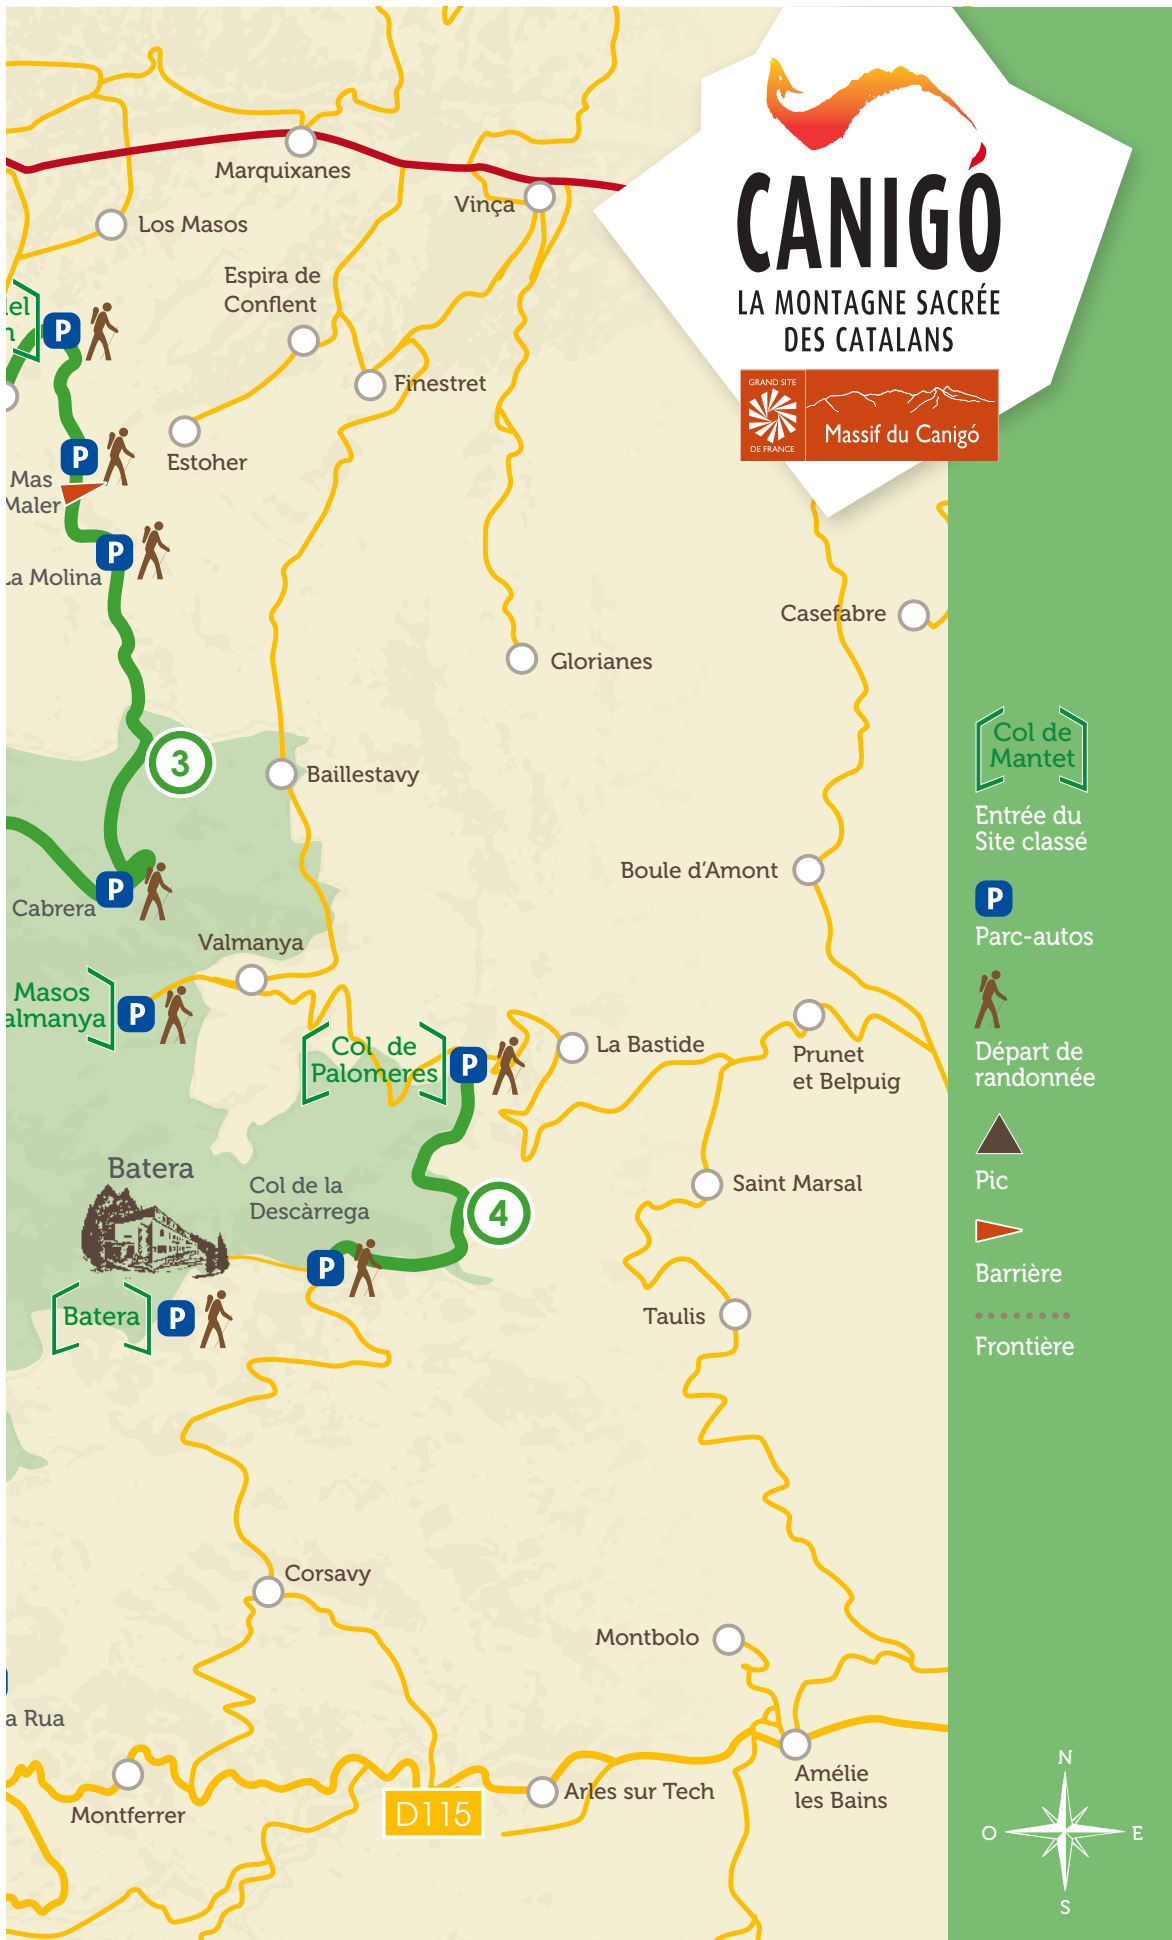 Marquixanes
Vinça
Los Masos
Espira de
Conflent
Finestret
Estoher
P
P
Mas
Maler
P
La Molina
Glorianes
Casefabre
3
Baillestavy
Boule d'Amont
P
Cabrera
Valmanya
Masos
almanya
P
Col de
Palomeres
P
La Bastide
Prunet
et Belpuig
Batera
Col de la
Descàrrega
4
Saint Marsal
P
Batera
P
Taulis
Corsavy
Montbolo
a Rua
Montferrer
D115
Arles sur Tech
Amélie
les Bains
CANIGÓ
LA MONTAGNE SACRÉE
DES CATALANS
GRAND SITE
DE FRANCE
Massif du Canigó
Col de
Mantet
Entrée du
Site classé
P
Parc-autos
Départ de
randonnée
Pic
Barrière
Frontière
N
O
E
S